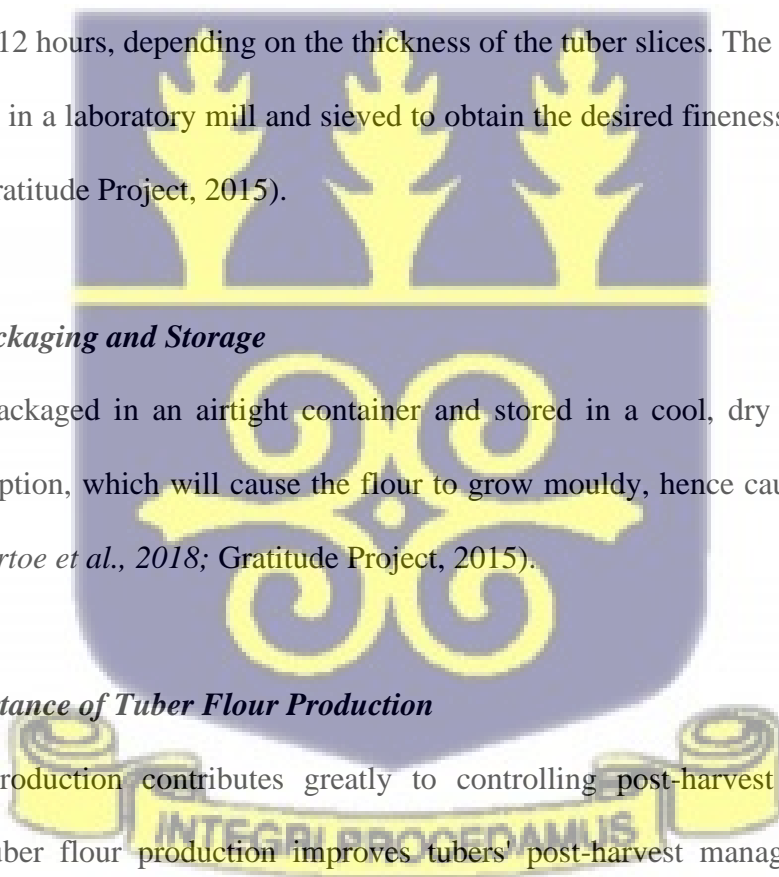 12 hours, depending on the thickness of the tuber slices. The
in a laboratory mill and sieved to obtain the desired fineness
ratitude Project, 2015).
ckaging and Storage
ackaged in an airtight container and stored in a cool, dry
ption, which will cause the flour to grow mouldy, hence cau
rtoe et al., 2018; Gratitude Project, 2015).
tance of Tuber Flour Production
roduction contributes greatly to controlling post-harvest
INTEGRI PROCEDAMUS
uber flour production improves tubers' post-harvest manag